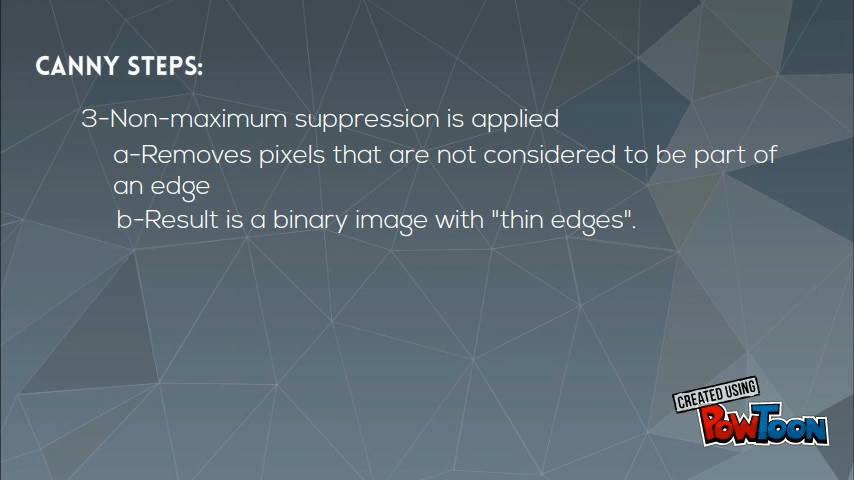 CANNY STEPS:
3-Non-maximum suppression is applied
a-Removes pixels that are not considered to be part of
an edge
b-Result is a binary image with "thin edges".
CREATED USING
POWTOON